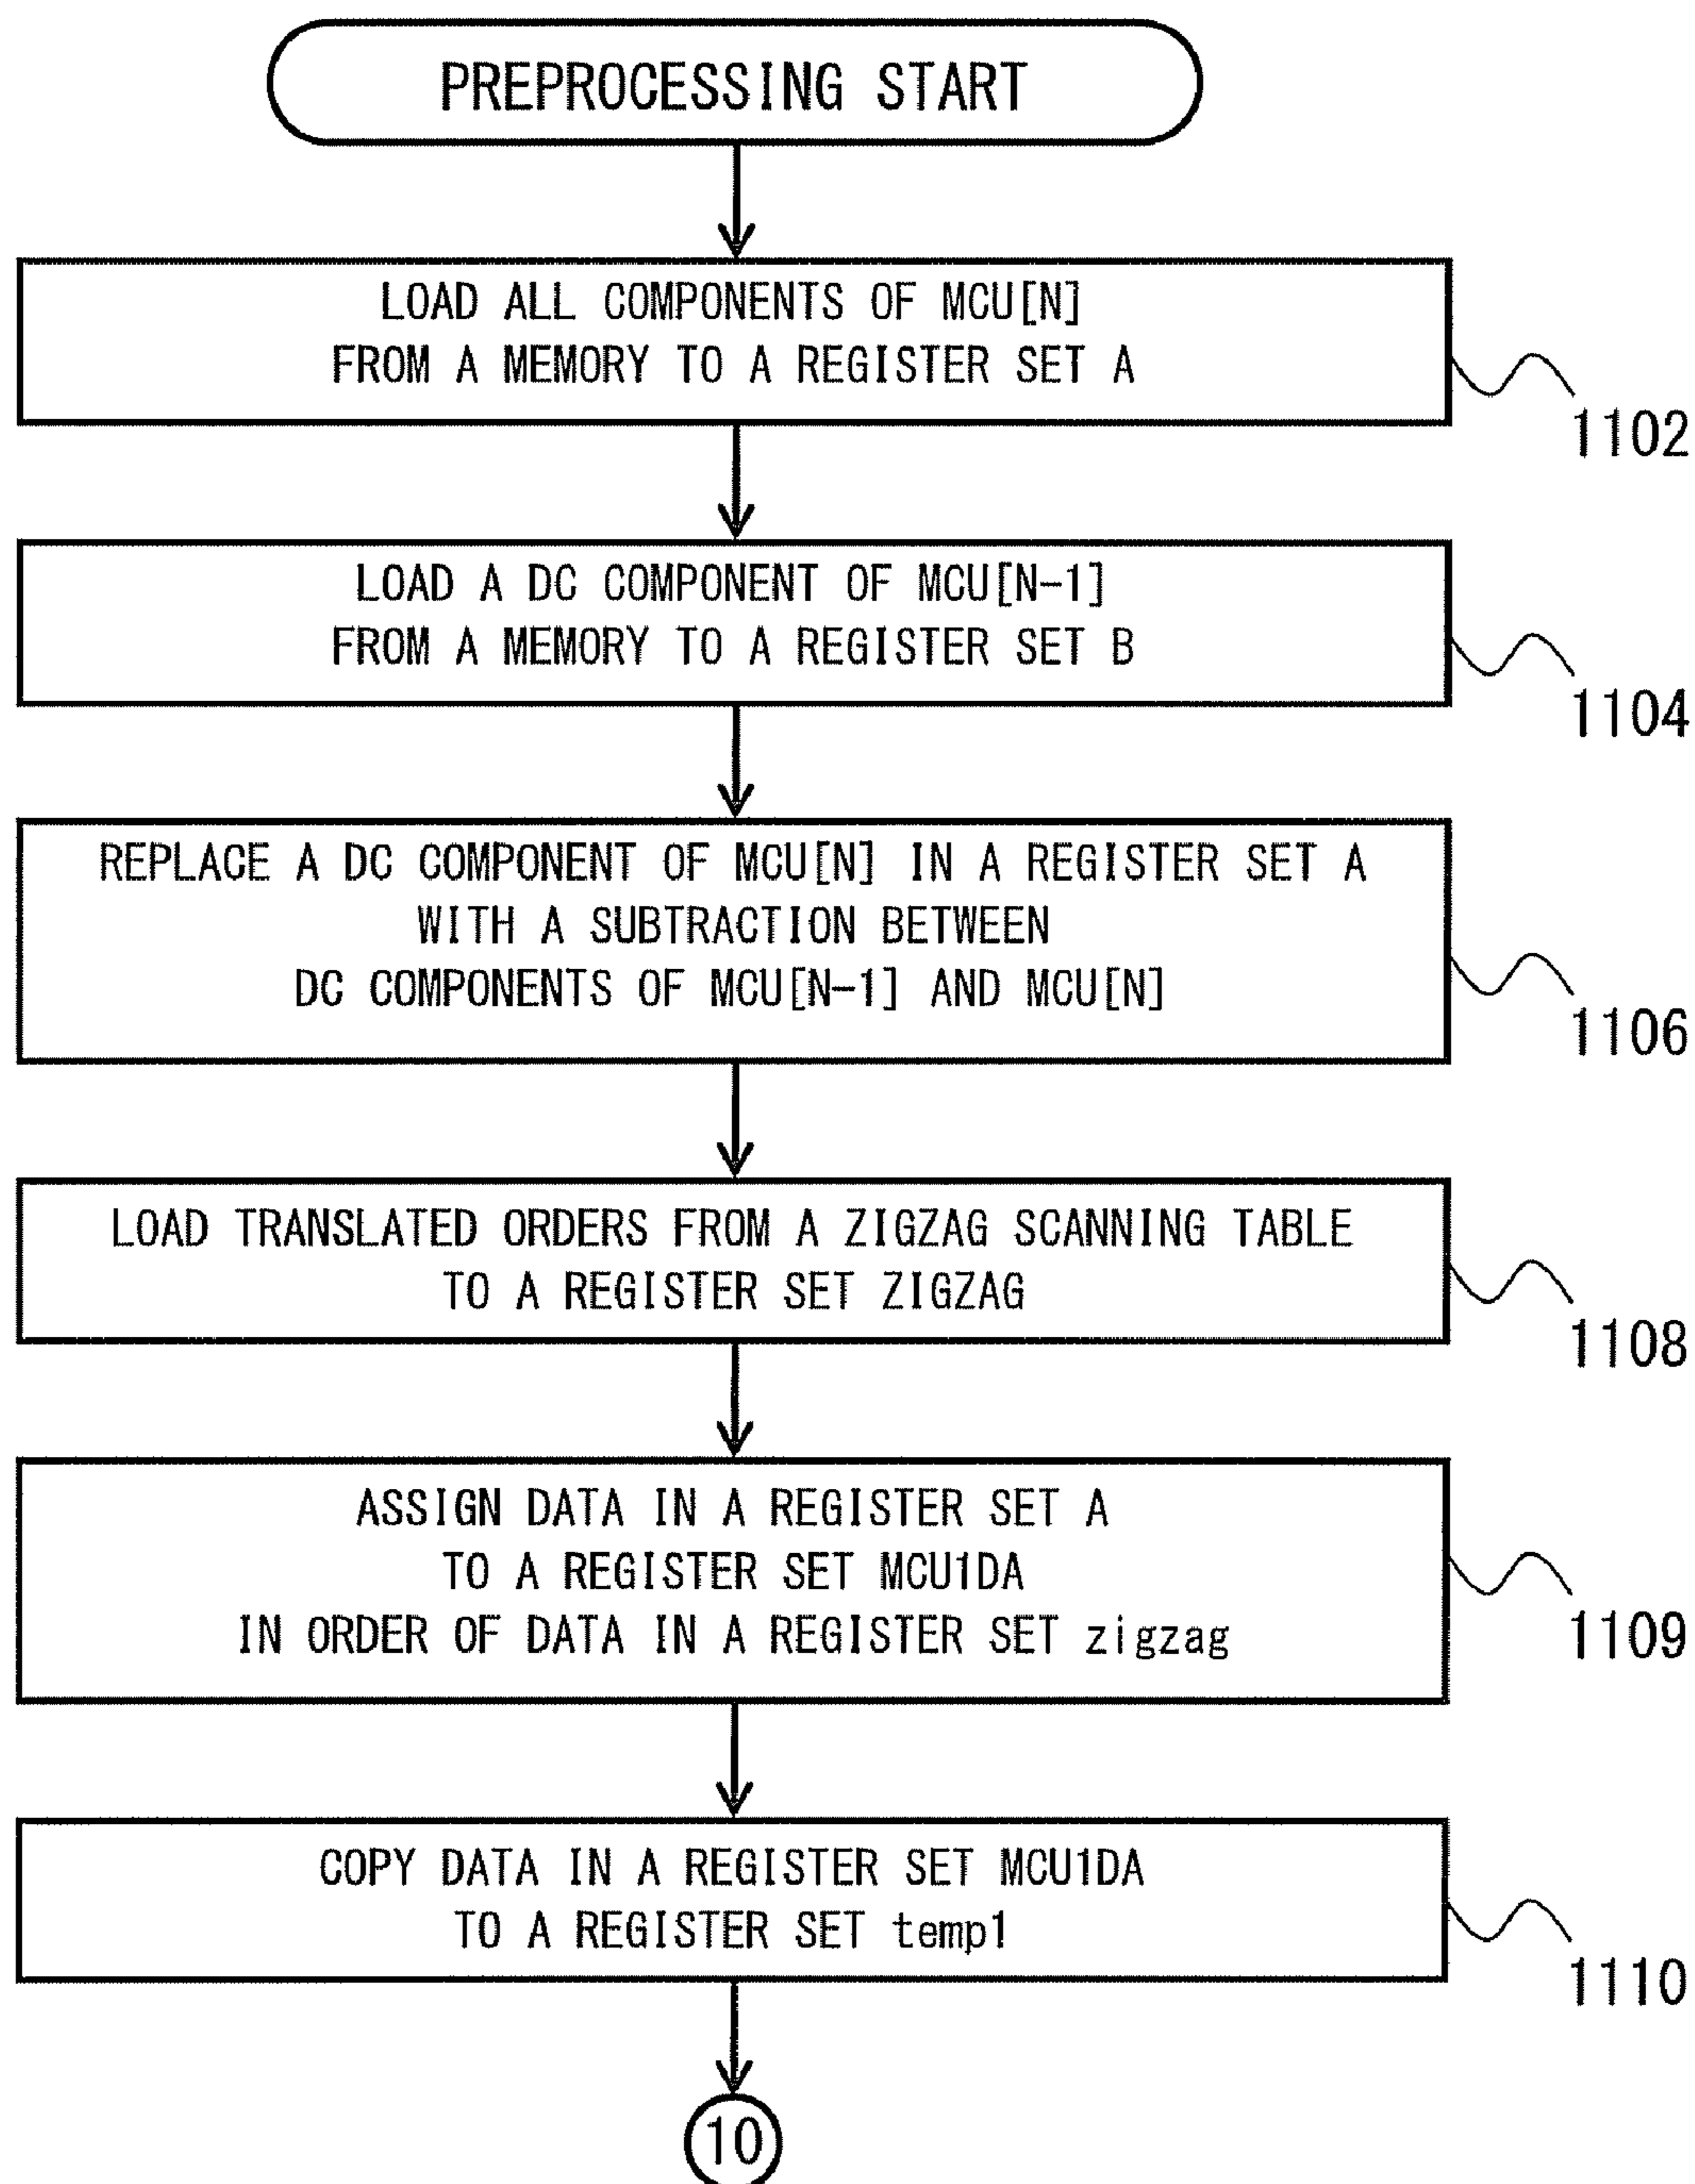 PREPROCESSING START
LOAD ALL COMPONENTS OF MCU[N]
FROM A MEMORY TO A REGISTER SET A
1102
LOAD A DC COMPONENT OF MCU[N-1]
FROM A MEMORY TO A REGISTER SET B
1104
REPLACE A DC COMPONENT OF MCU[N] IN A REGISTER SET A
WITH A SUBTRACTION BETWEEN
DC COMPONENTS OF MCU[N-1] AND MCU[N]
1106
LOAD TRANSLATED ORDERS FROM A ZIGZAG SCANNING TABLE
TO A REGISTER SET ZIGZAG
1108
ASSIGN DATA IN A REGISTER SET A
TO A REGISTER SET MCU1DA
IN ORDER OF DATA IN A REGISTER SET zigzag
1109
COPY DATA IN A REGISTER SET MCU1DA
TO A REGISTER SET temp1
1110
10